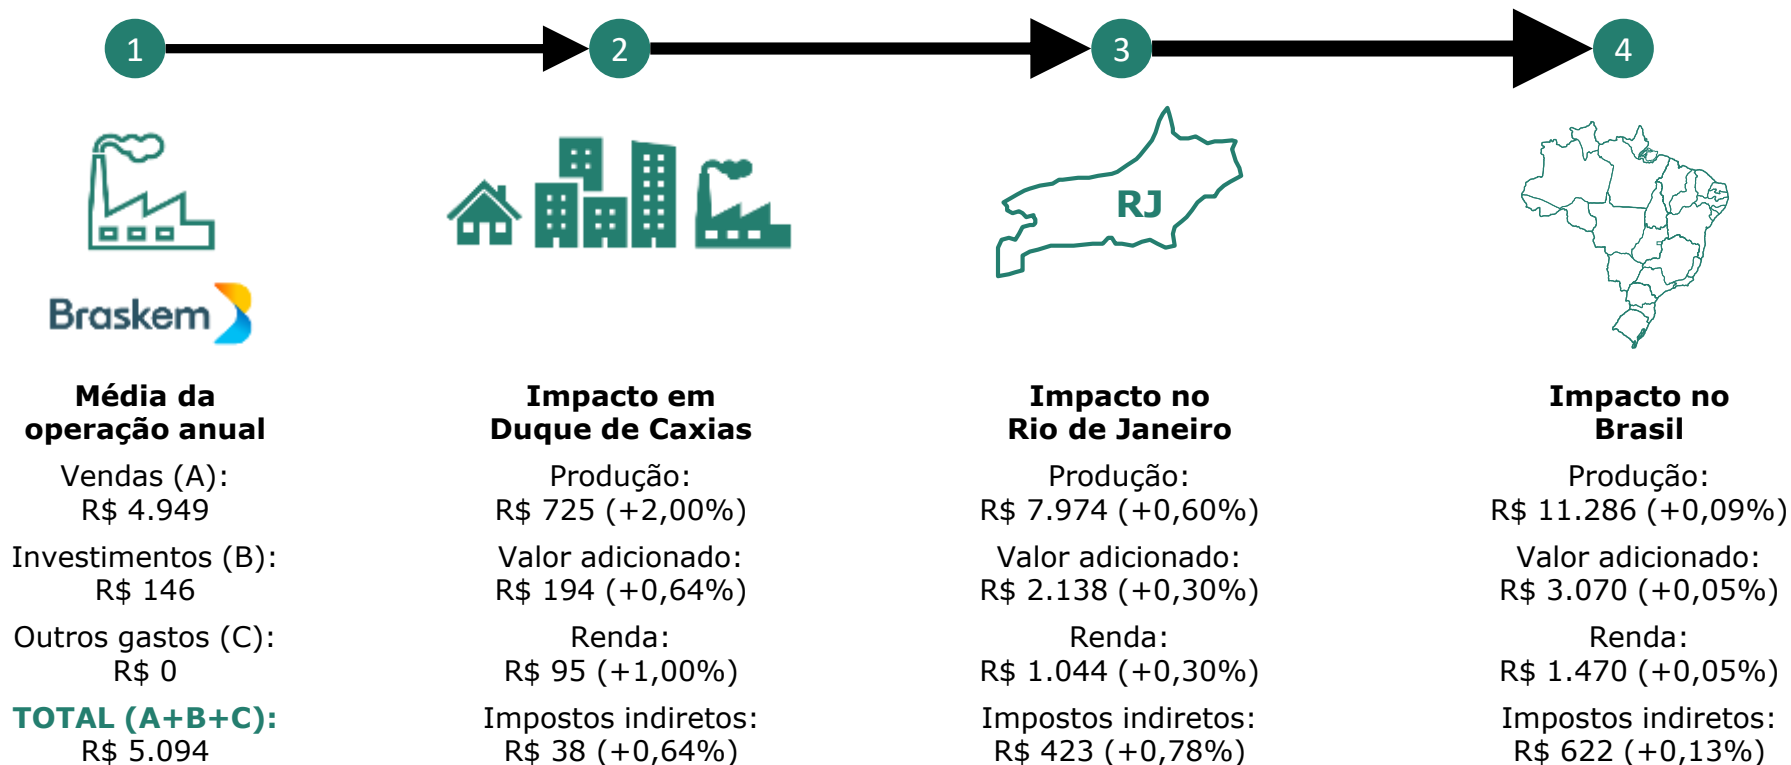 1
2
3
4
RJ
Braskem
Média da
operação anual
Vendas (A):
R$ 4.949
Investimentos (B):
R$ 146
Outros gastos (C):
R$ 0
TOTAL (A+B+C):
R$ 5.094
Impacto em
Duque de Caxias
Produção:
R$ 725 (+2,00%)
Valor adicionado:
R$ 194 (+0,64%)
Renda:
R$ 95 (+1,00%)
Impostos indiretos:
R$ 38 (+0,64%)
Impacto no
Rio de Janeiro
Produção:
R$ 7.974 (+0,60%)
Valor adicionado:
R$ 2.138 (+0,30%)
Renda:
R$ 1.044 (+0,30%)
Impostos indiretos:
R$ 423 (+0,78%)
Impacto no
Brasil
Produção:
R$ 11.286 (+0,09%)
Valor adicionado:
R$ 3.070 (+0,05%)
Renda:
R$ 1.470 (+0,05%)
Impostos indiretos:
R$ 622 (+0,13%)